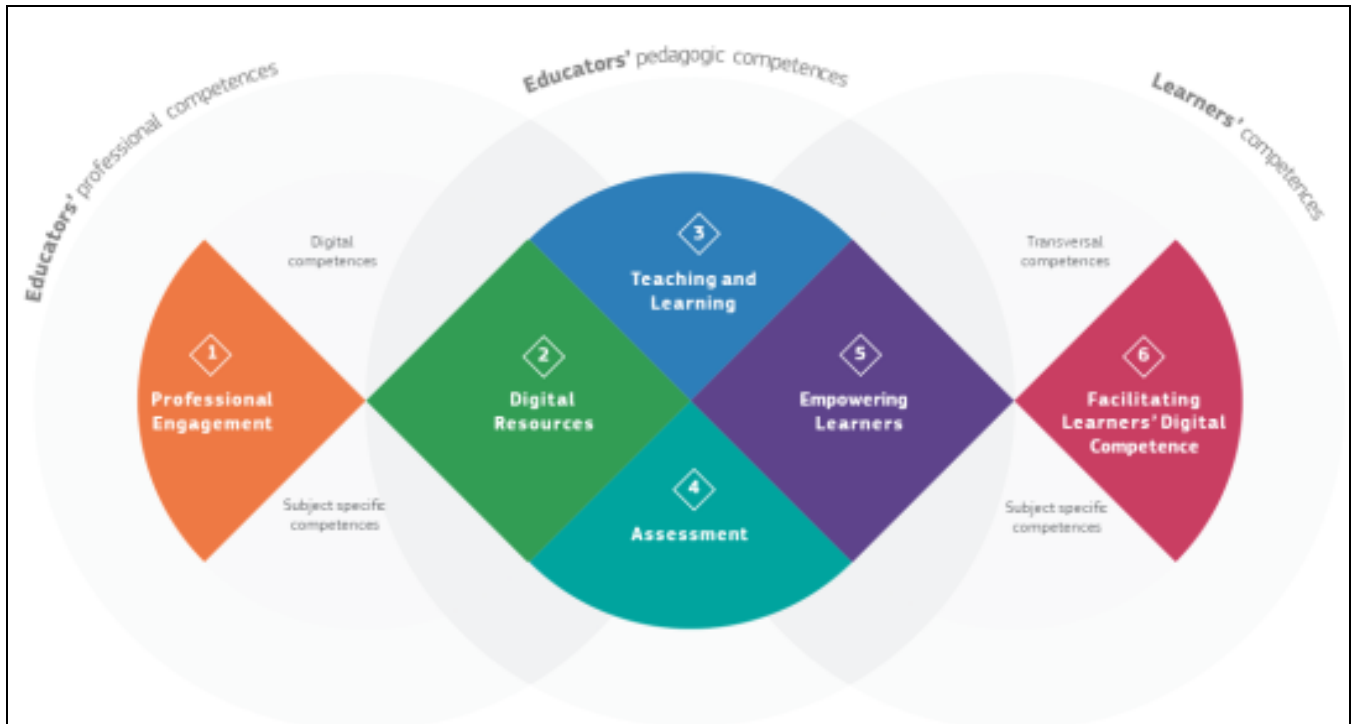 Educators' professional competences
Educators' pedagogic competences
Learners' competences
Digital
competences
Subject specific
competences
1
Professional
Engagement
2
Digital
Resources
3
Teaching and
Learning
4
Assessment
5
Empowering
Learners
Transversal
competences
Subject specific
competences
6
Facilitating
Learners' Digital
Competence